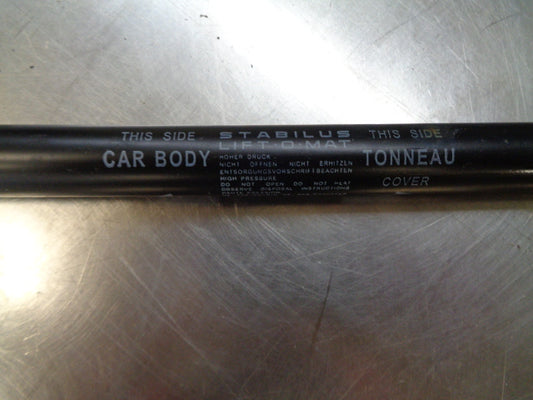 THIS SIDE STABILUS THIS SIDE
LIFT-O-MAT
CAR BODY TONNEAU
HOHER DRUCK
NICHT ÖFFNEN NICHT ERHITZEN
ENTSORGUNGSVORSCHRIFT BEACHTEN
HIGH PRESSURE
DO NOT OPEN DO NOT HEAT
OBSERVE DISPOSAL INSTRUCTIONS
COVER